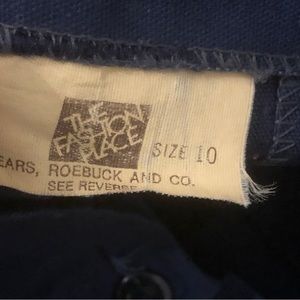 THE
FASHION
PLACE
SIZE 10
EARS, ROEBUCK AND CO.
SEE REVERSE